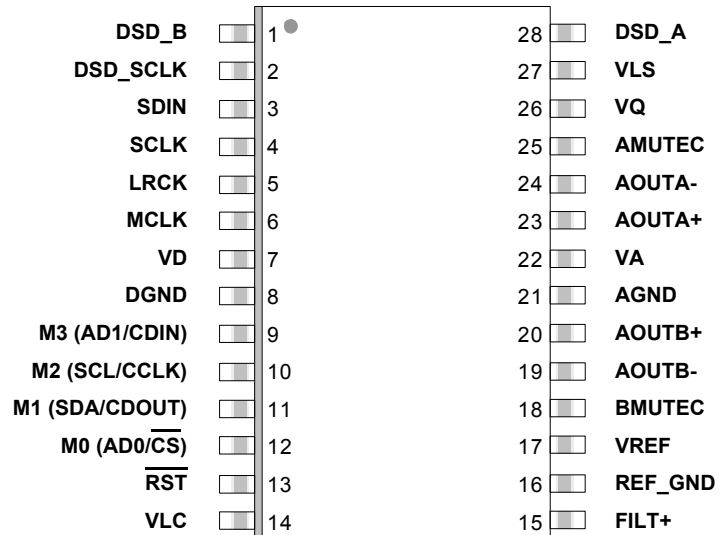 DSD_B 1 28 DSD_A
DSD_SCLK 2 27 VLS
SDIN 3 26 VQ
SCLK 4 25 AMUTEC
LRCK 5 24 AOUTA-
MCLK 6 23 AOUTA+
VD 7 22 VA
DGND 8 21 AGND
M3 (AD1/CDIN) 9 20 AOUTB+
M2 (SCL/CCLK) 10 19 AOUTB-
M1 (SDA/CDOUT) 11 18 BMUTEC
M0 (AD0/C̅S̅) 12 17 VREF
R̅S̅T̅ 13 16 REF_GND
VLC 14 15 FILT+